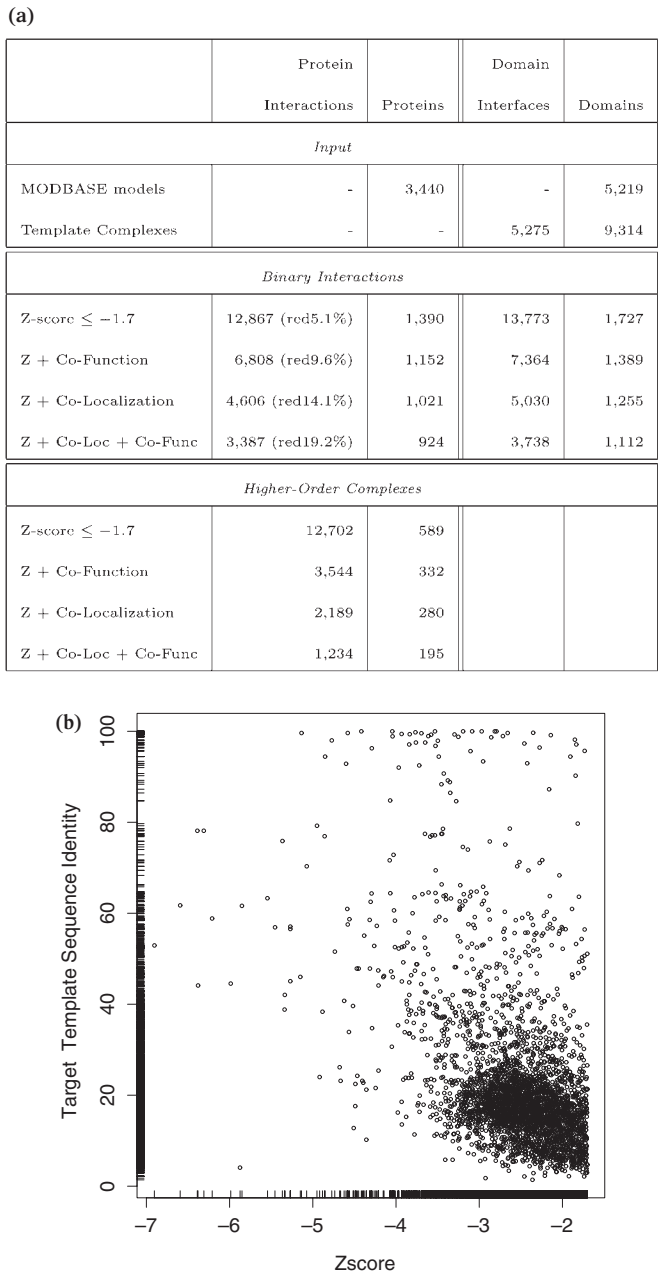 (a)
Protein Interactions Proteins Domain Interfaces Domains
Input
MODBASE models - 3,440 - 5,219
Template Complexes - - 5,275 9,314
Binary Interactions
Z-score ≤ −1.7 12,867 (red5.1%) 1,390 13,773 1,727
Z + Co-Function 6,808 (red9.6%) 1,152 7,364 1,389
Z + Co-Localization 4,606 (red14.1%) 1,021 5,030 1,255
Z + Co-Loc + Co-Func 3,387 (red19.2%) 924 3,738 1,112
Higher-Order Complexes
Z-score ≤ −1.7 12,702 589
Z + Co-Function 3,544 332
Z + Co-Localization 2,189 280
Z + Co-Loc + Co-Func 1,234 195
(b)
Target Template Sequence Identity
100
80
60
40
20
0
−7 −6 −5 −4 −3 −2
Zscore